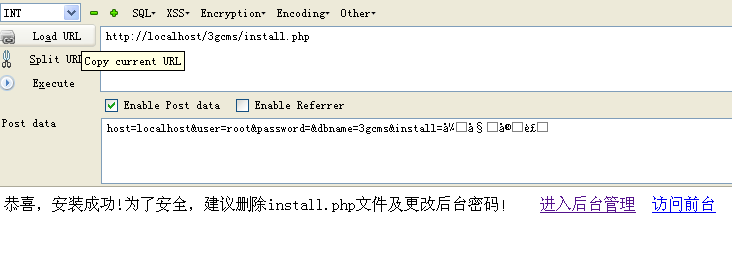 INT SQL▾ XSS▾ Encryption▾ Encoding▾ Other▾
Load URL
http://localhost/3gcms/install.php
Split URL
Copy current URL
Execute
Enable Post data Enable Referrer
Post data
host=localhost&user=root&password=&dbname=3gcms&install=å¼□å§□å®□è£□
恭喜，安装成功!为了安全，建议删除install.php文件及更改后台密码! 进入后台管理 访问前台